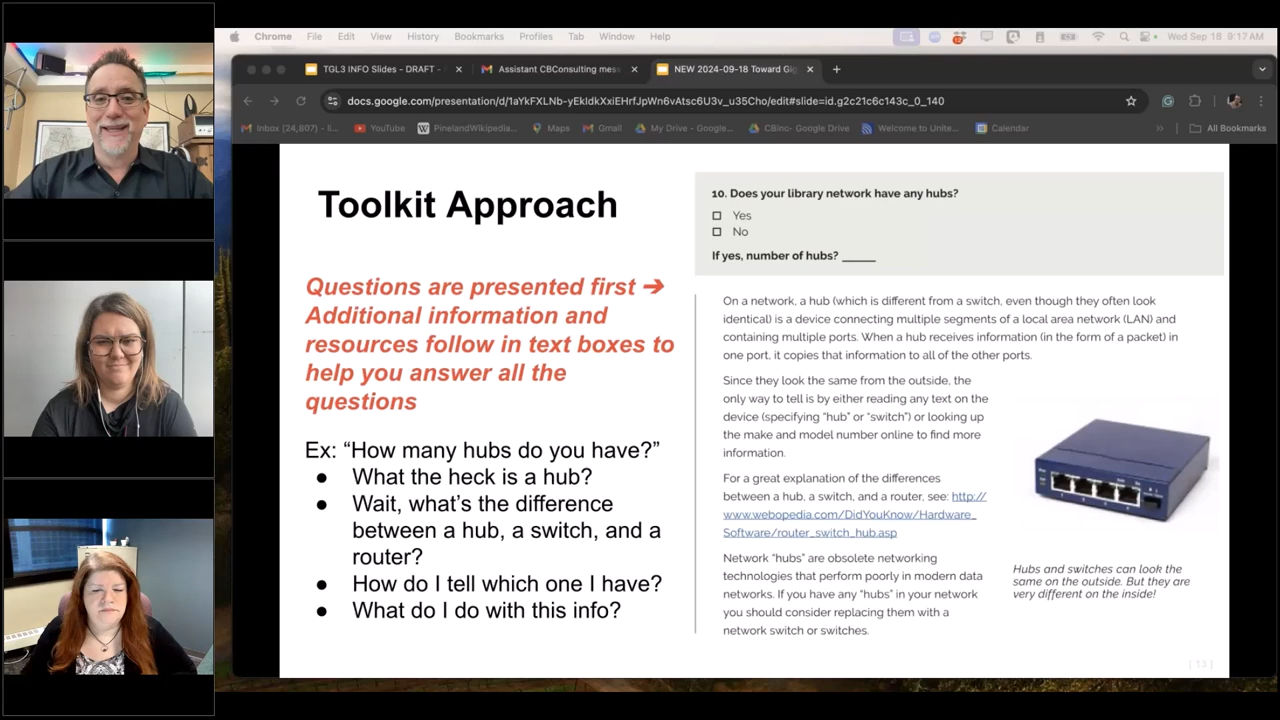 Chrome File Edit View History Bookmarks Profiles Tab Window Help Wed Sep 18 9:17 AM
TGL3 INFO Slides - DRAFT - Assistant CBConsulting mes NEW 2024-09-18 Toward Gig
docs.google.com/presentation/d/1aYkFXLNb-yEkIdkXxiEHrfJpWn6vAtsc6U3v_u35Cho/edit#slide=id.g2c21c6c143c_0_140
Inbox (24,807) - li... YouTube PinelandWikipedia... Maps Gmail My Drive - Google... CBInc- Google Drive Welcome to Unite... Calendar All Bookmarks
Toolkit Approach
Questions are presented first ➔
Additional information and
resources follow in text boxes to
help you answer all the
questions
Ex: “How many hubs do you have?”
● What the heck is a hub?
● Wait, what’s the difference
between a hub, a switch, and a
router?
● How do I tell which one I have?
● What do I do with this info?
10. Does your library network have any hubs?
☐ Yes
☐ No
If yes, number of hubs? _____
On a network, a hub (which is different from a switch, even though they often look
identical) is a device connecting multiple segments of a local area network (LAN) and
containing multiple ports. When a hub receives information (in the form of a packet) in
one port, it copies that information to all of the other ports.
Since they look the same from the outside, the
only way to tell is by either reading any text on the
device (specifying “hub” or “switch”) or looking up
the make and model number online to find more
information.
For a great explanation of the differences
between a hub, a switch, and a router, see: http://
www.webopedia.com/DidYouKnow/Hardware_
Software/router_switch_hub.asp
Network “hubs” are obsolete networking
technologies that perform poorly in modern data
networks. If you have any “hubs” in your network
you should consider replacing them with a
network switch or switches.
Hubs and switches can look the
same on the outside. But they are
very different on the inside!
[ 13 ]